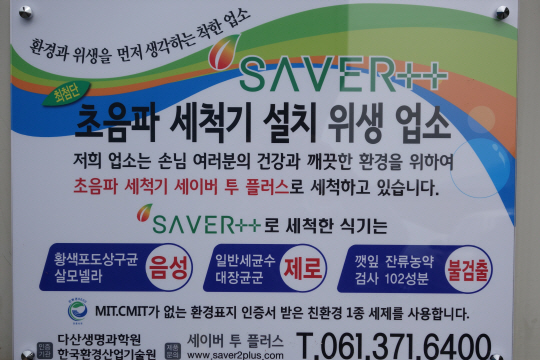 환경과 위생을 먼저 생각하는 착한 업소
SAVER++
최첨단
초음파 세척기 설치 위생 업소
저희 업소는 손님 여러분의 건강과 깨끗한 환경을 위하여
초음파 세척기 세이버 투 플러스로 세척하고 있습니다.
SAVER++로 세척한 식기는
황색포도상구균
살모넬라
음성
일반세균수
대장균군
제로
깻잎 잔류농약
검사 102성분
불검출
MIT.CMIT가 없는 환경표지 인증서 받은 친환경 1종 세제를 사용합니다.
인증
기관
다산생명과학원
한국환경산업기술원
제품
문의
세이버 투 플러스
www.saver2plus.com
T.061.371.6400